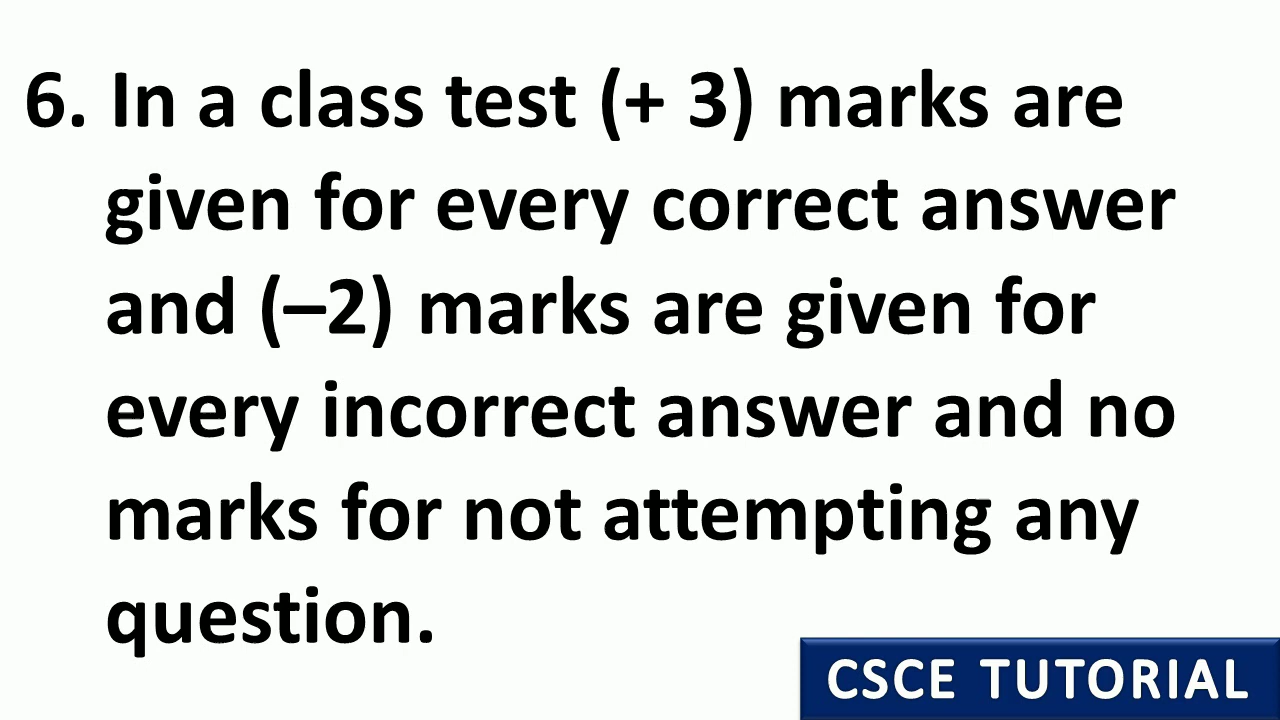 6. In a class test (+ 3) marks are
given for every correct answer
and (–2) marks are given for
every incorrect answer and no
marks for not attempting any
question.
CSCE TUTORIAL